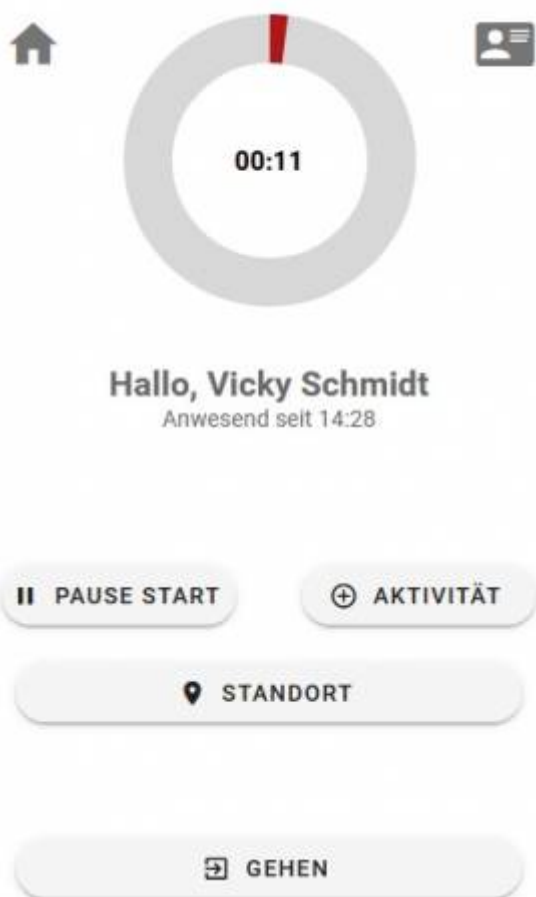 00:11
Hallo, Vicky Schmidt
Anwesend seit 14:28
PAUSE START
AKTIVITÄT
STANDORT
GEHEN